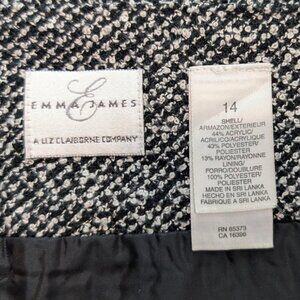 E
EMMA JAMES
A LIZ CLAIBORNE COMPANY
14
SHELL/
ARMAZON/EXTERIEUR
44% ACRYLIC/
ACRILICO/ACRYLIQUE
43% POLYESTER/
POLIESTER
13% RAYON/RAYONNE
LINING/
FORRO/DOUBLURE
100% POLYESTER/
POLIESTER
MADE IN SRI LANKA
HECHO EN SRI LANKA
FABRIQUE A SRI LANKA
RN 65373
CA 16396